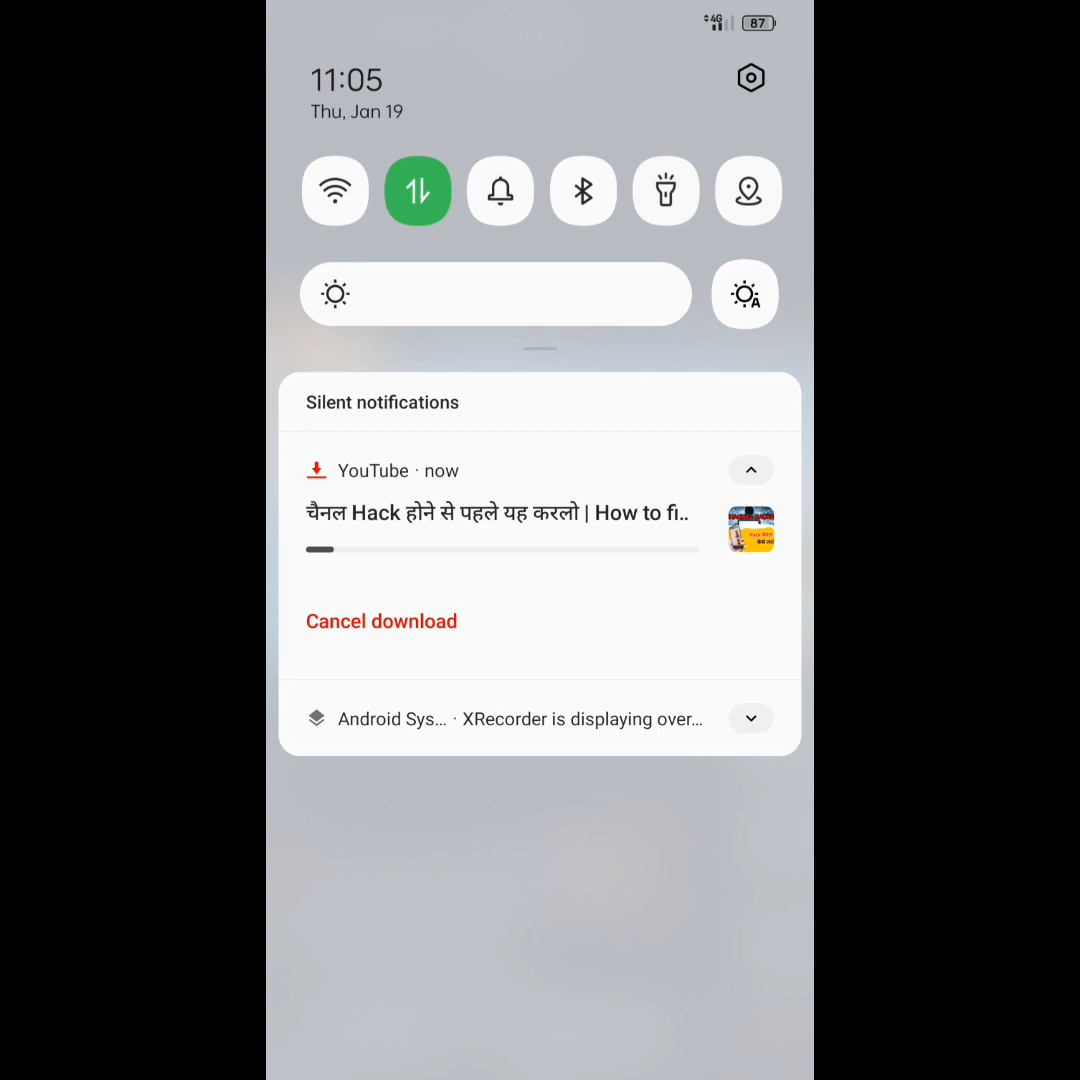 4G 87
11:05
Thu, Jan 19
A
Silent notifications
YouTube · now
चैनल Hack होने से पहले यह करलो | How to fi..
Cancel download
Android Sys... · XRecorder is displaying over...